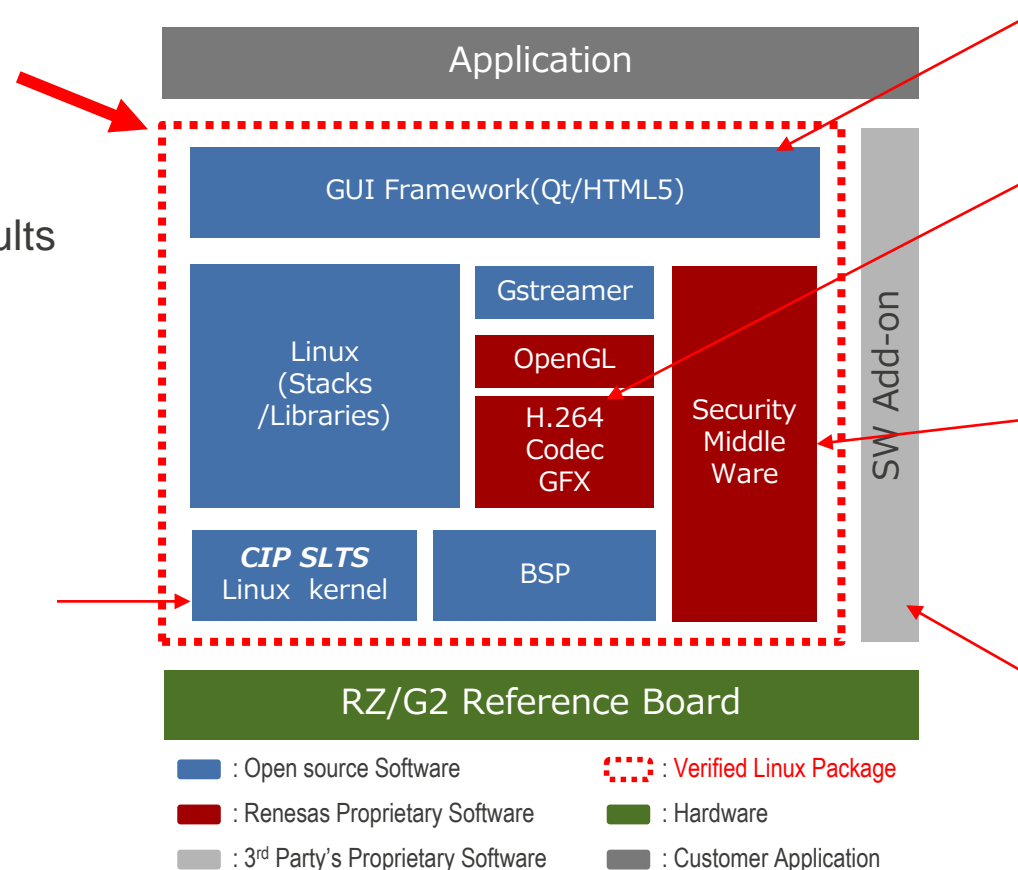 Application
GUI Framework(Qt/HTML5)
ults
Linux
(Stacks
/Libraries)
Gstreamer
OpenGL
H.264
Codec
GFX
Security
Middle
Ware
SW Add-on
CIP SLTS
Linux kernel
BSP
RZ/G2 Reference Board
: Open source Software
: Verified Linux Package
: Renesas Proprietary Software
: Hardware
: 3rd Party's Proprietary Software
: Customer Application